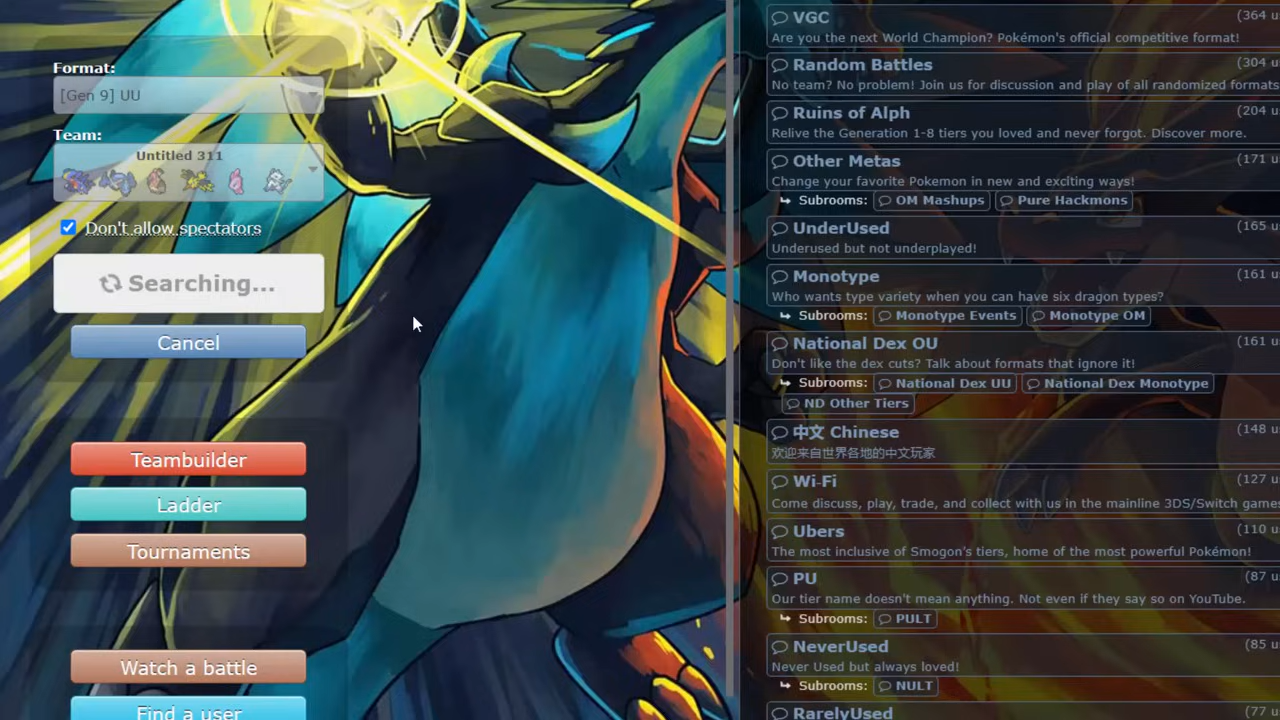 Format:
[Gen 9] UU
Team:
Untitled 311
Don't allow spectators
Searching...
Cancel
Teambuilder
Ladder
Tournaments
Watch a battle
Find a user
VGC (364 u
Are you the next World Champion? Pokémon's official competitive format!
Random Battles (304 u
No team? No problem! Join us for discussion and play of all randomized formats
Ruins of Alph (204 u
Relive the Generation 1-8 tiers you loved and never forgot. Discover more.
Other Metas (171 u
Change your favorite Pokemon in new and exciting ways!
↳ Subrooms: OM Mashups Pure Hackmons
UnderUsed (165 u
Underused but not underplayed!
Monotype (161 u
Who wants type variety when you can have six dragon types?
↳ Subrooms: Monotype Events Monotype OM
National Dex OU (161 u
Don't like the dex cuts? Talk about formats that ignore it!
↳ Subrooms: National Dex UU National Dex Monotype
ND Other Tiers
中文 Chinese (148 u
欢迎来自世界各地的中文玩家
Wi-Fi (127 u
Come discuss, play, trade, and collect with us in the mainline 3DS/Switch game
Ubers (110 u
The most inclusive of Smogon's tiers, home of the most powerful Pokémon!
PU (87 u
Our tier name doesn't mean anything. Not even if they say so on YouTube.
↳ Subrooms: PULT
NeverUsed (85 u
Never Used but always loved!
↳ Subrooms: NULT
RarelyUsed (77 u